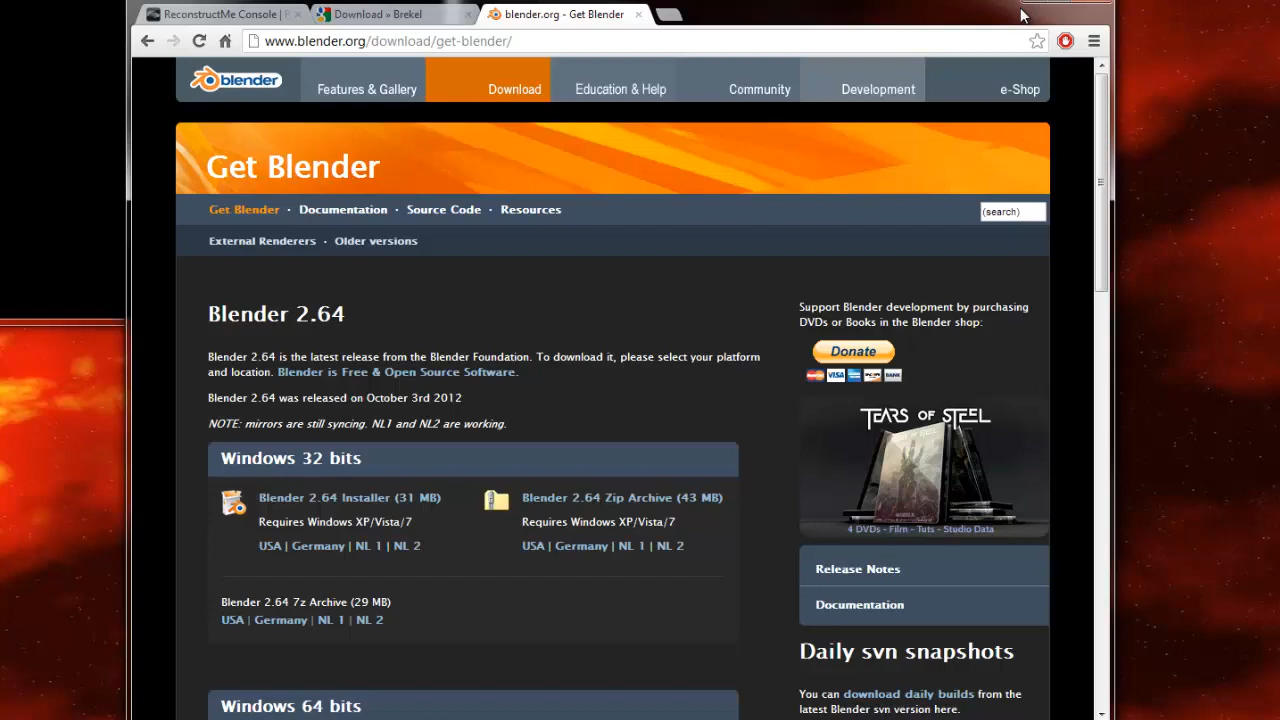 ReconstructMe Console |
Download » Brekel
blender.org - Get Blender
www.blender.org/download/get-blender/
blender
Features & Gallery
Download
Education & Help
Community
Development
e-Shop
Get Blender
Get Blender · Documentation · Source Code · Resources
(search)
External Renderers · Older versions
Blender 2.64
Blender 2.64 is the latest release from the Blender Foundation. To download it, please select your platform
and location. Blender is Free & Open Source Software.
Blender 2.64 was released on October 3rd 2012
NOTE: mirrors are still syncing. NL1 and NL2 are working.
Windows 32 bits
Blender 2.64 Installer (31 MB)
Requires Windows XP/Vista/7
USA | Germany | NL 1 | NL 2
Blender 2.64 Zip Archive (43 MB)
Requires Windows XP/Vista/7
USA | Germany | NL 1 | NL 2
Blender 2.64 7z Archive (29 MB)
USA | Germany | NL 1 | NL 2
Windows 64 bits
Support Blender development by purchasing
DVDs or Books in the Blender shop:
Donate
VISA
BANK
TEARS OF STEEL
4 DVDs - Film - Tuts - Studio Data
Release Notes
Documentation
Daily svn snapshots
You can download daily builds from the
latest Blender svn version here.